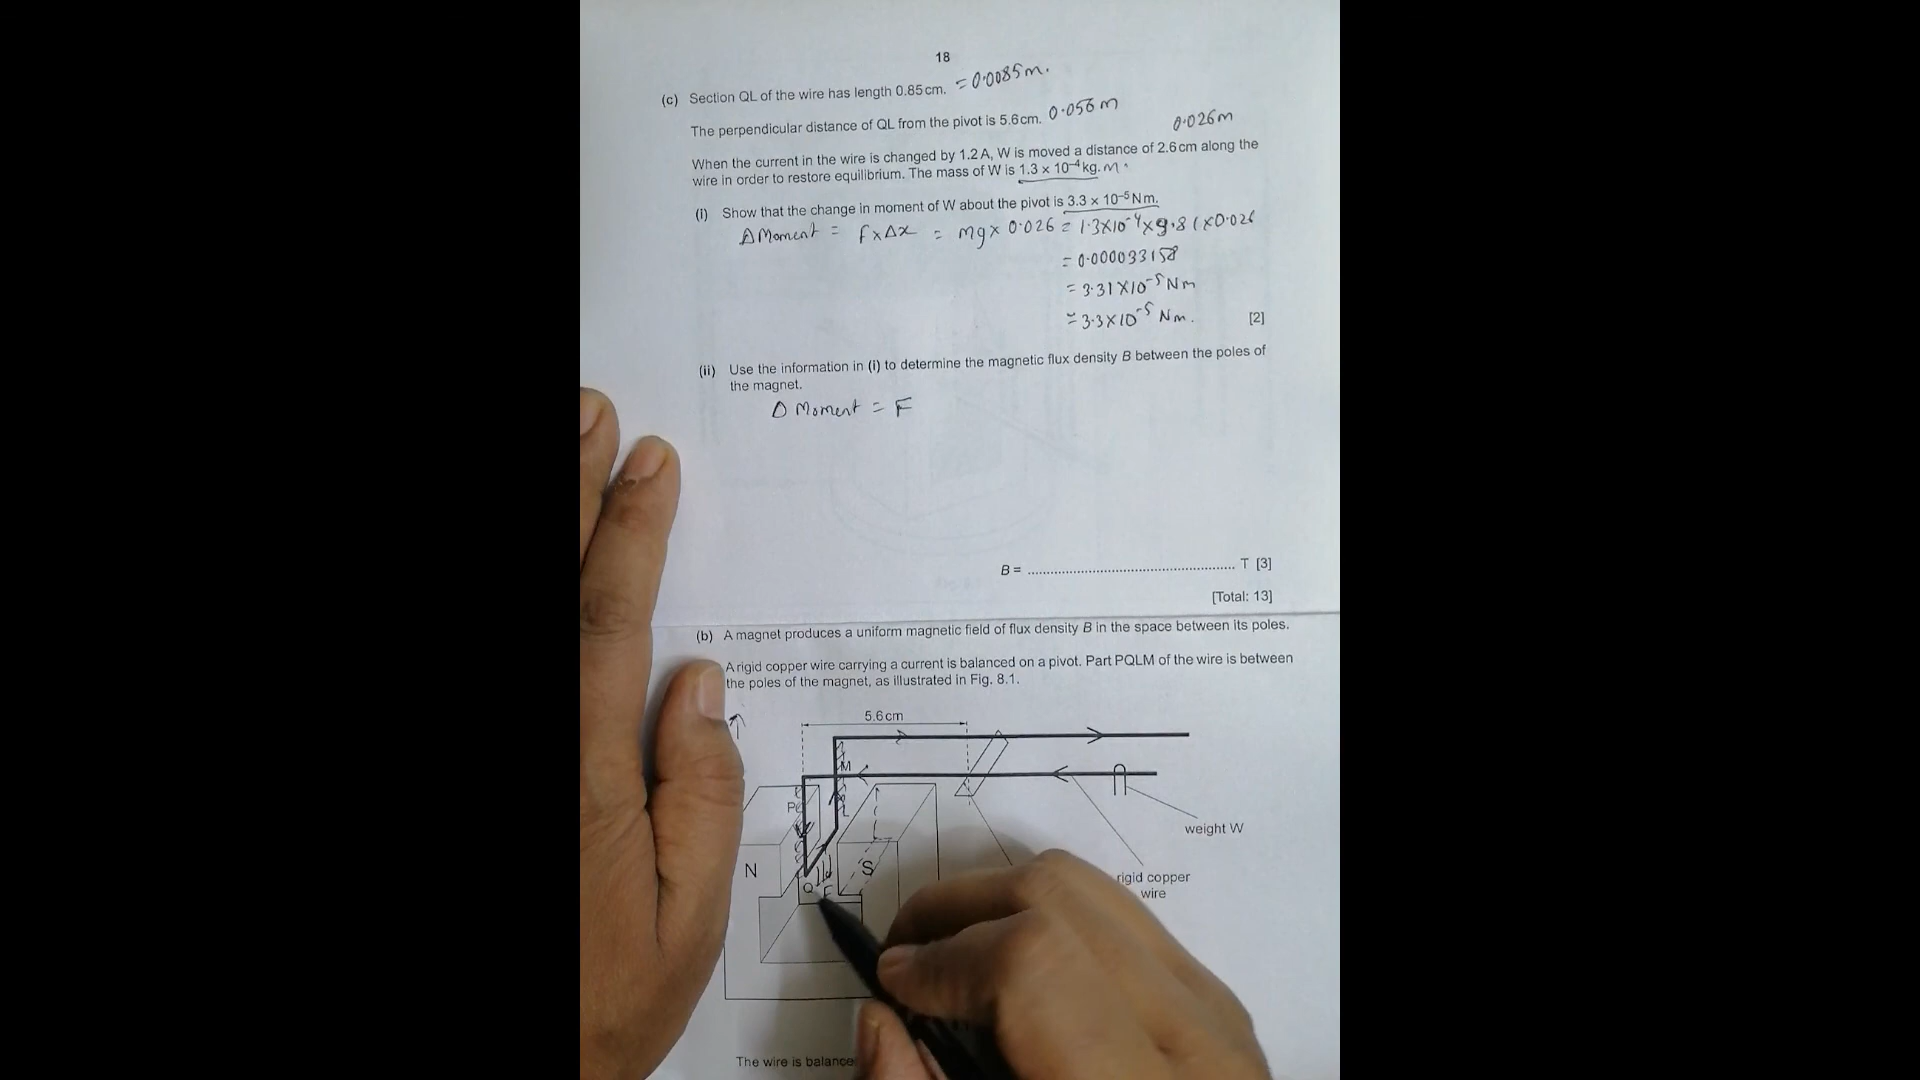 18
(c) Section QL of the wire has length 0.85 cm. = 0.0085m.
The perpendicular distance of QL from the pivot is 5.6 cm. 0.056 m
0.026m
When the current in the wire is changed by 1.2 A, W is moved a distance of 2.6 cm along the
wire in order to restore equilibrium. The mass of W is 1.3 × 10⁻⁴ kg. m.
(i) Show that the change in moment of W about the pivot is 3.3 × 10⁻⁵ N m.
Δ Moment = F × Δx = mg × 0.026 = 1.3×10⁻⁴ × 9.81 × 0.026
= 0.000033158
= 3.31×10⁻⁵ Nm
≃ 3.3×10⁻⁵ Nm. [2]
(ii) Use the information in (i) to determine the magnetic flux density B between the poles of
the magnet.
Δ Moment = F
B = ........................................................ T [3]
[Total: 13]
(b) A magnet produces a uniform magnetic field of flux density B in the space between its poles.
A rigid copper wire carrying a current is balanced on a pivot. Part PQLM of the wire is between
the poles of the magnet, as illustrated in Fig. 8.1.
5.6 cm
M
P
L
weight W
N
S
Q
F
rigid copper
wire
The wire is balance